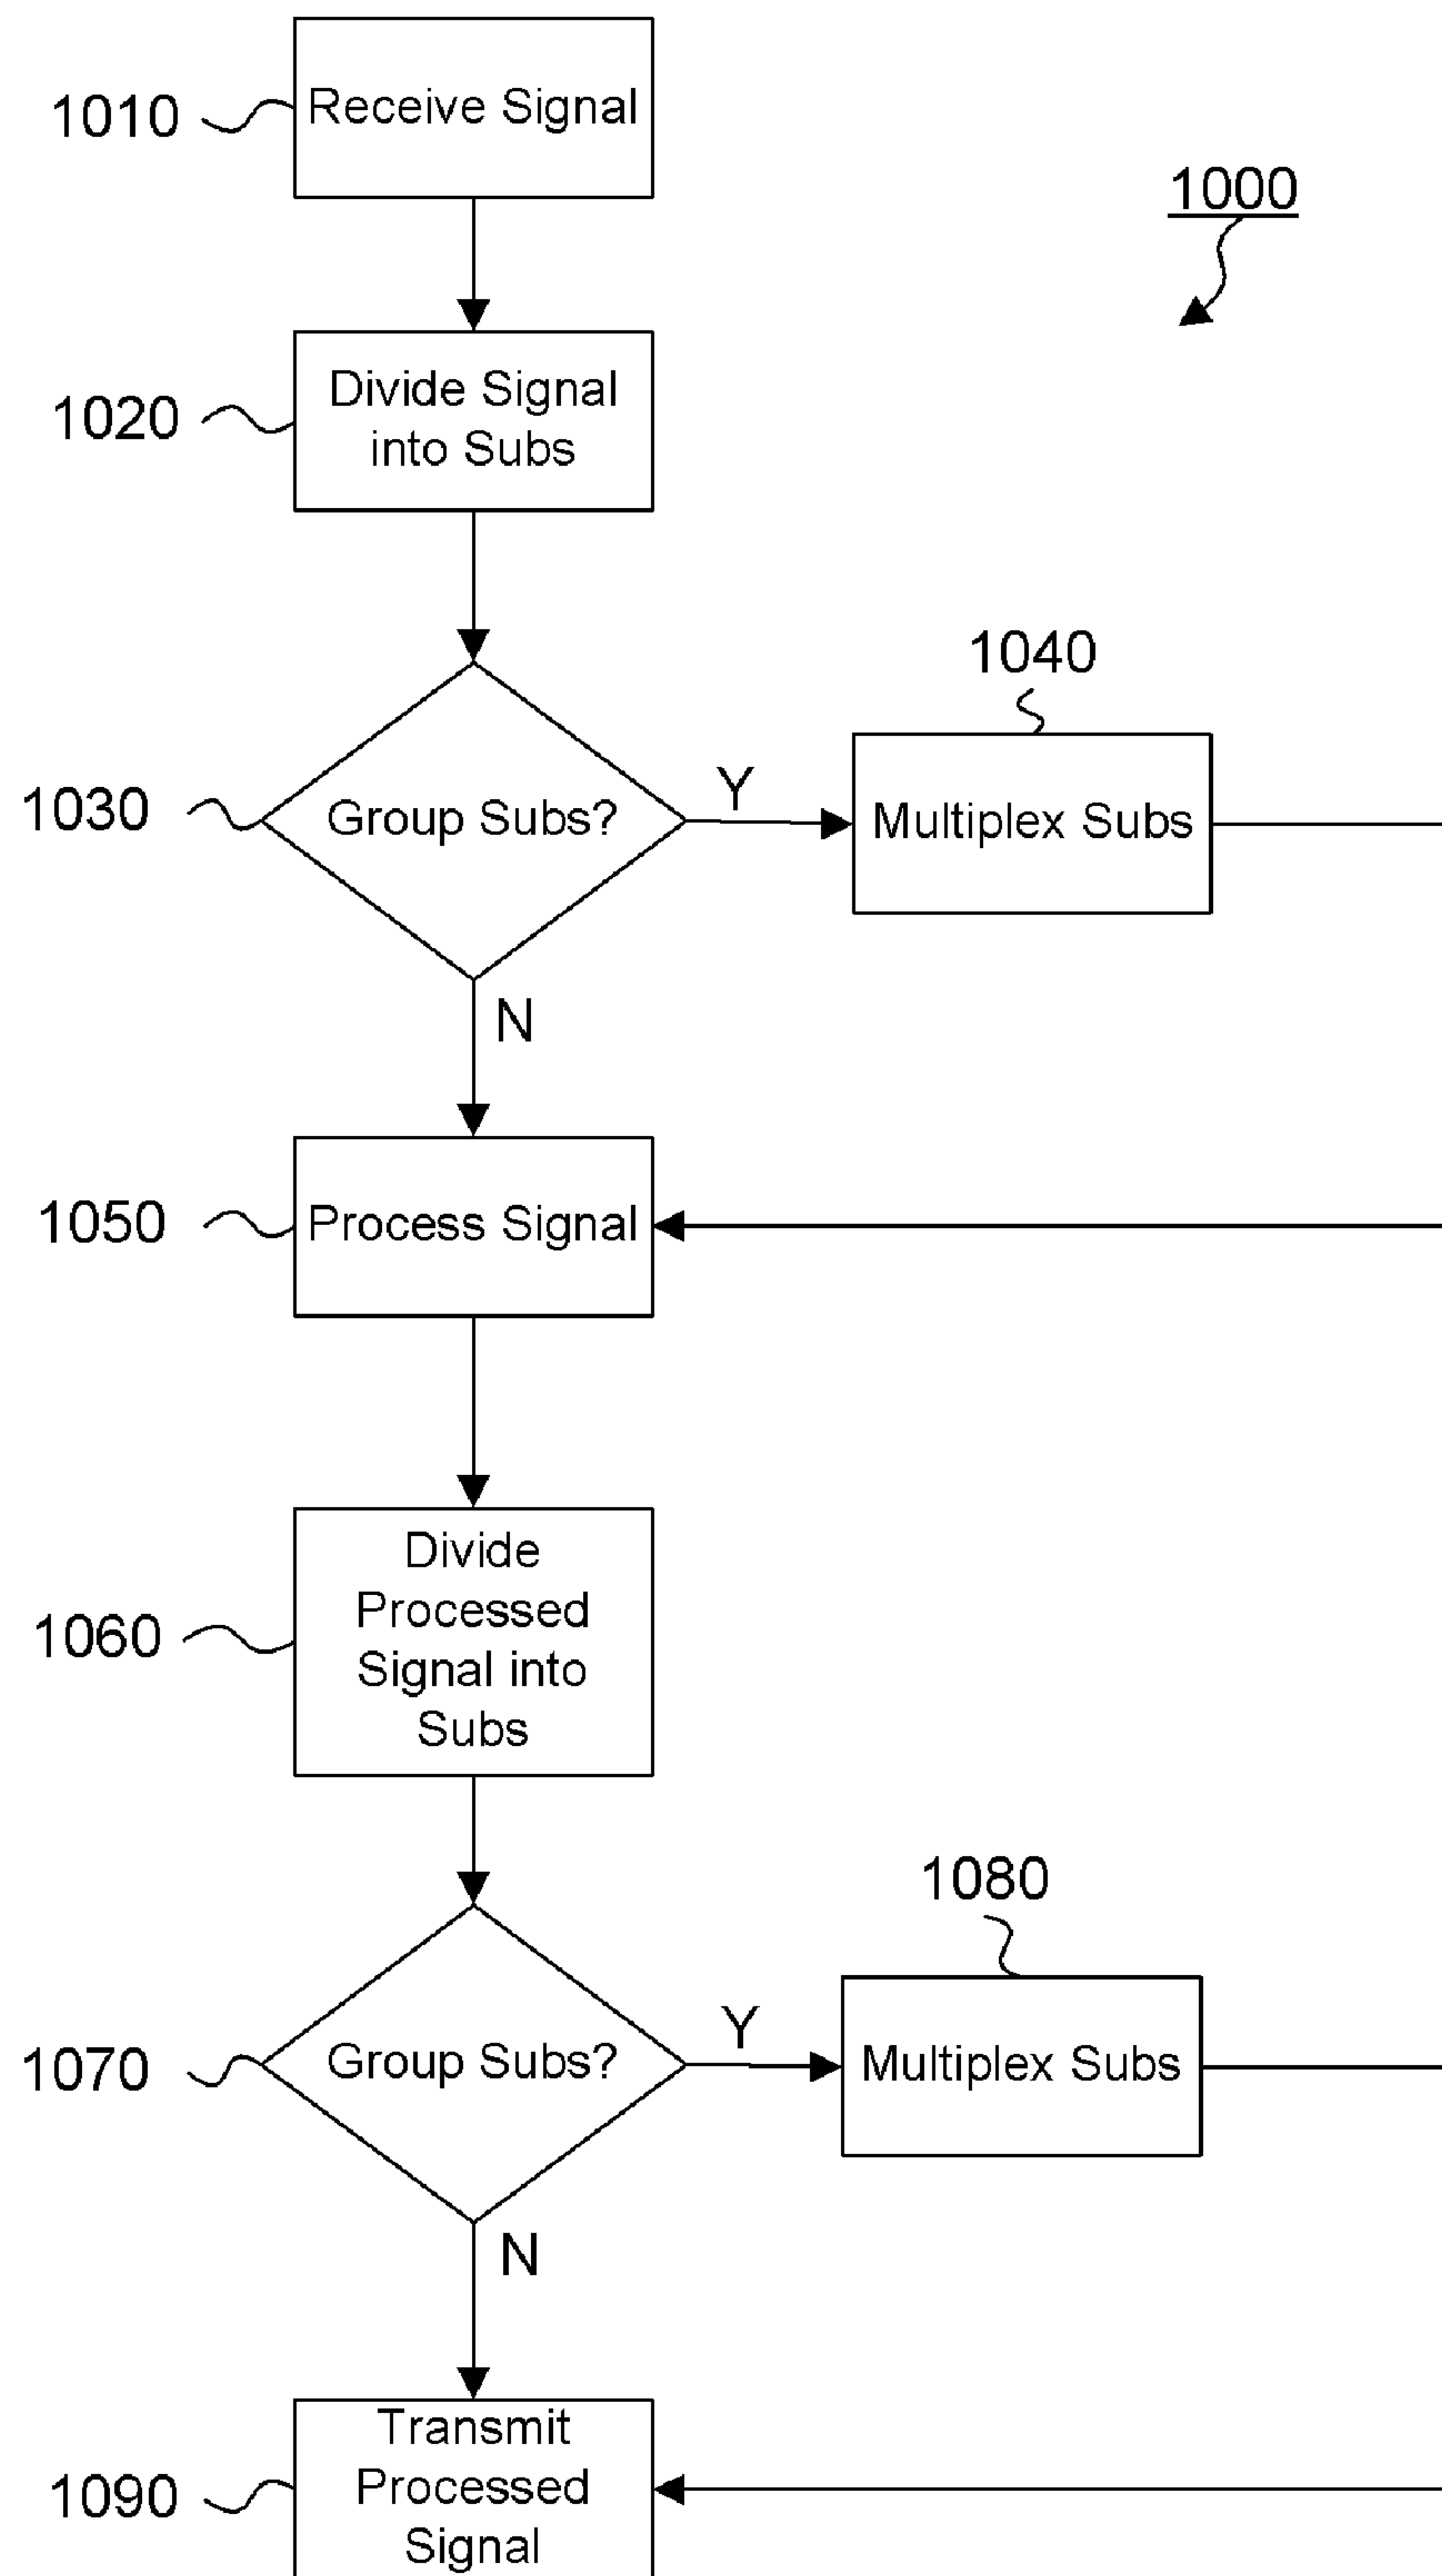 1010
Receive Signal
1000
1020
Divide Signal
into Subs
1040
1030
Group Subs?
Y
Multiplex Subs
N
1050
Process Signal
1060
Divide
Processed
Signal into
Subs
1080
1070
Group Subs?
Y
Multiplex Subs
N
1090
Transmit
Processed
Signal